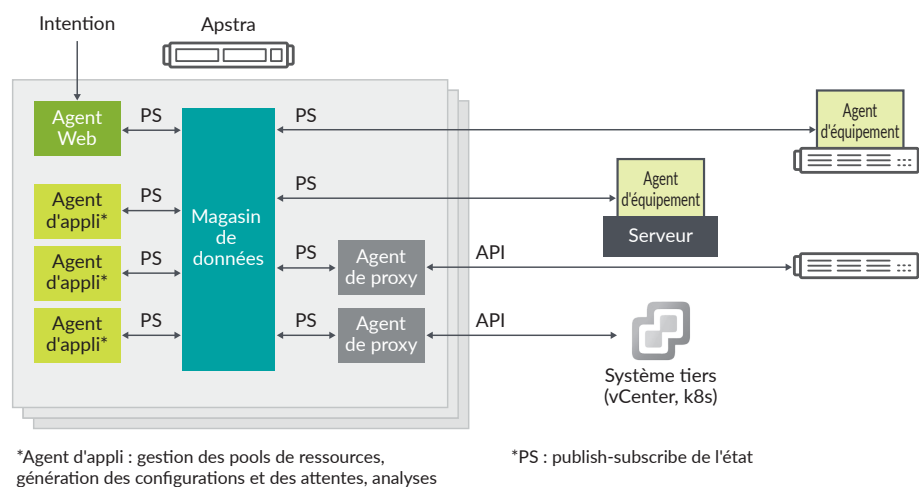 Intention
Apstra
Agent
Web
PS
PS
Agent
d'équipement
Agent
d'appli*
PS
Magasin
de
données
PS
Agent
d'équipement
Serveur
Agent
d'appli*
PS
PS
Agent
de proxy
API
Agent
d'appli*
PS
PS
Agent
de proxy
API
Système tiers
(vCenter, k8s)
*Agent d'appli : gestion des pools de ressources,
génération des configurations et des attentes, analyses
*PS : publish-subscribe de l'état